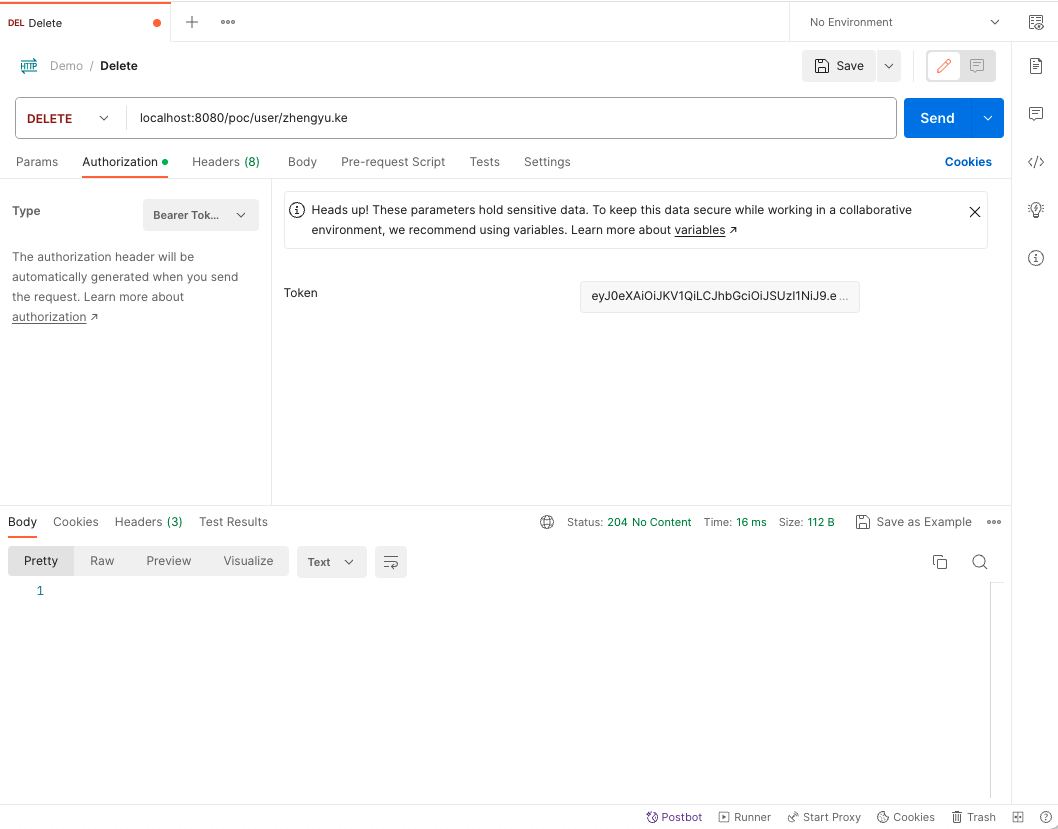 DEL Delete
No Environment
HTTP Demo / Delete
Save
DELETE localhost:8080/poc/user/zhengyu.ke
Send
Params Authorization Headers (8) Body Pre-request Script Tests Settings Cookies
Type
Bearer Tok...
The authorization header will be
automatically generated when you send
the request. Learn more about
authorization ↗
Heads up! These parameters hold sensitive data. To keep this data secure while working in a collaborative
environment, we recommend using variables. Learn more about variables ↗
Token
eyJ0eXAiOiJKV1QiLCJhbGciOiJSUzI1NiJ9.e ...
Body Cookies Headers (3) Test Results
Status: 204 No Content Time: 16 ms Size: 112 B Save as Example
Pretty Raw Preview Visualize Text
1
Postbot Runner Start Proxy Cookies Trash